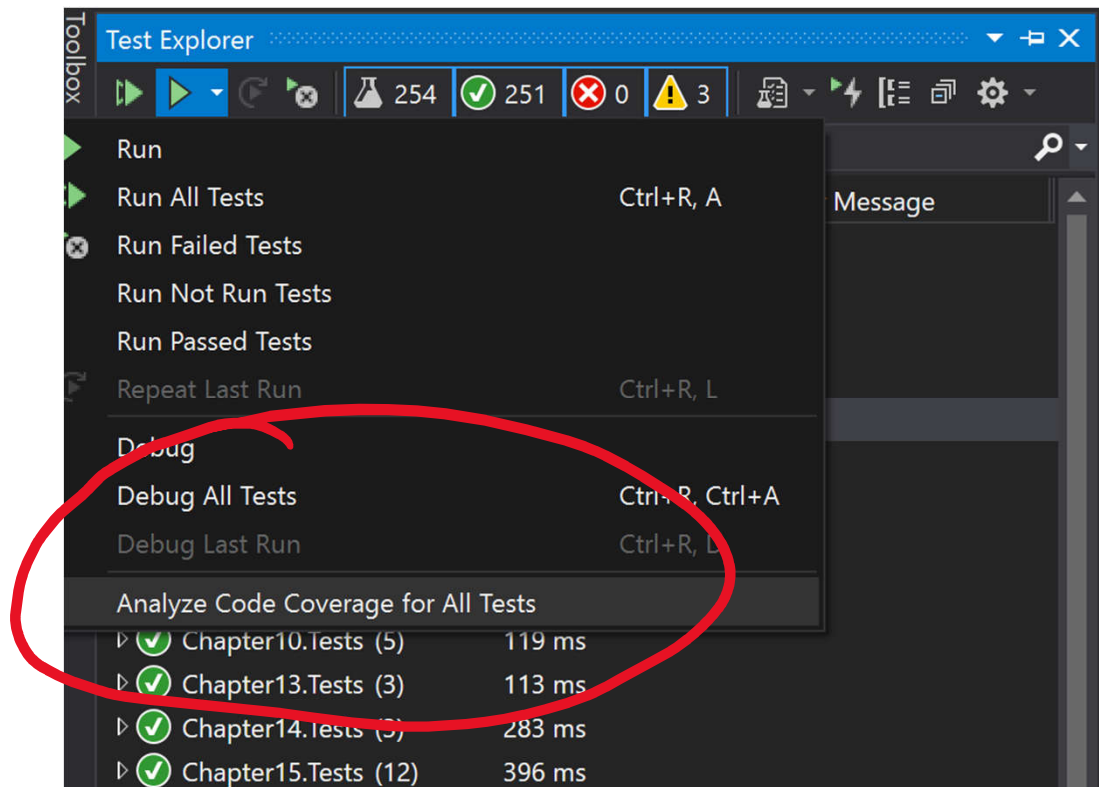 Toolbox
Test Explorer
254 251 0 3
Run
Run All Tests Ctrl+R, A
Message
Run Failed Tests
Run Not Run Tests
Run Passed Tests
Repeat Last Run Ctrl+R, L
Debug
Debug All Tests Ctrl+R, Ctrl+A
Debug Last Run Ctrl+R, D
Analyze Code Coverage for All Tests
Chapter10.Tests (5) 119 ms
Chapter13.Tests (3) 113 ms
Chapter14.Tests (3) 283 ms
Chapter15.Tests (12) 396 ms